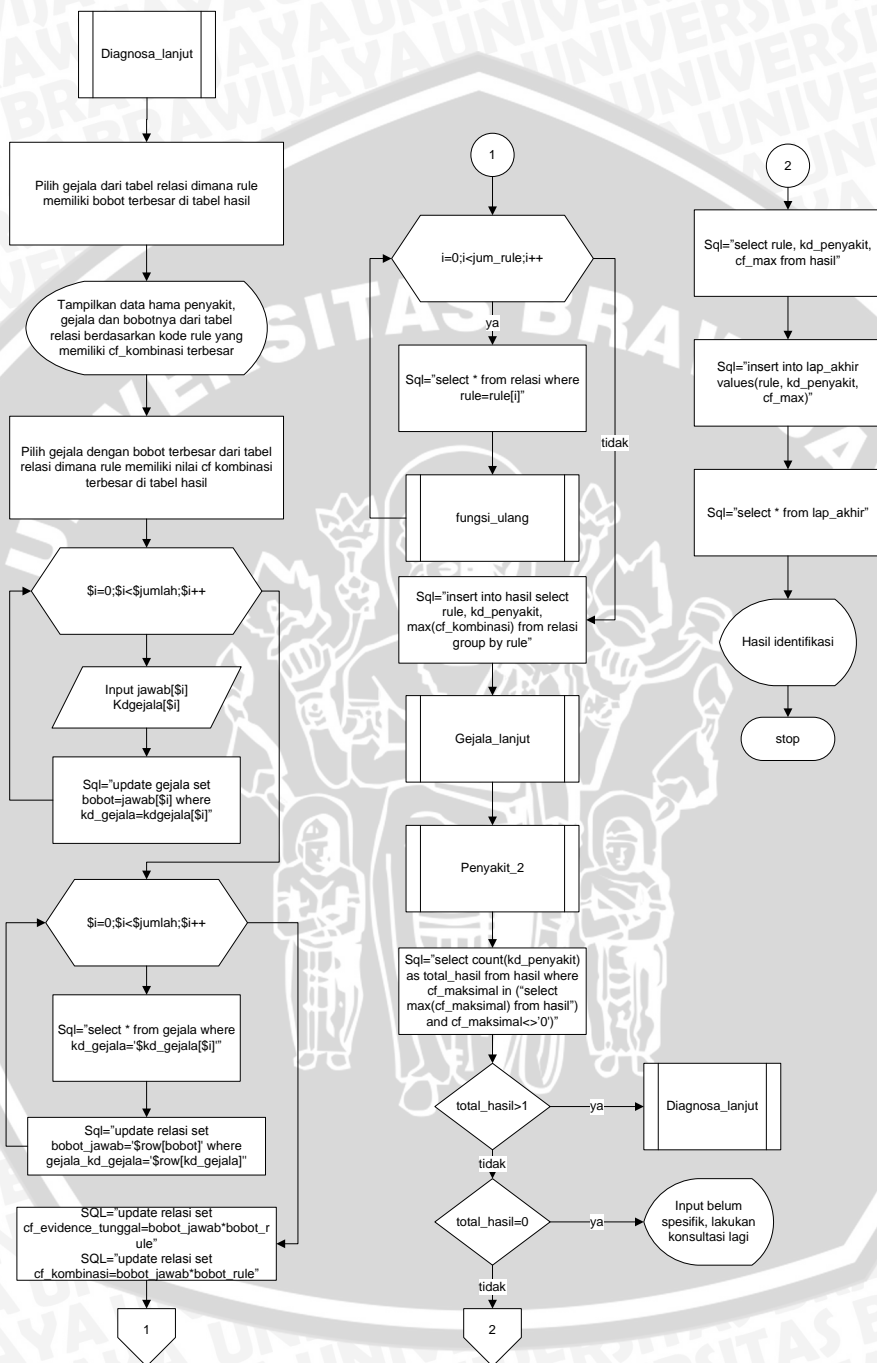 Diagnosa_lanjut
Pilih gejala dari tabel relasi dimana rule
memiliki bobot terbesar di tabel hasil
Tampilkan data hama penyakit,
gejala dan bobotnya dari tabel
relasi berdasarkan kode rule yang
memiliki cf_kombinasi terbesar
Pilih gejala dengan bobot terbesar dari tabel
relasi dimana rule memiliki nilai cf kombinasi
terbesar di tabel hasil
$i=0;$i<$jumlah;$i++
Input jawab[$i]
Kdgejala[$i]
Sql=”update gejala set
bobot=jawab[$i] where
kd_gejala=kdgejala[$i]”
$i=0;$i<$jumlah;$i++
Sql=”select * from gejala where
kd_gejala='$kd_gejala[$i]'”
Sql=”update relasi set
bobot_jawab='$row[bobot]' where
gejala_kd_gejala='$row[kd_gejala]"
SQL=”update relasi set
cf_evidence_tunggal=bobot_jawab*bobot_r
ule”
SQL=”update relasi set
cf_kombinasi=bobot_jawab*bobot_rule”
1
1
i=0;i<jum_rule;i++
ya
Sql=”select * from relasi where
rule=rule[i]”
tidak
fungsi_ulang
Sql=”insert into hasil select
rule, kd_penyakit,
max(cf_kombinasi) from relasi
group by rule”
Gejala_lanjut
Penyakit_2
Sql=”select count(kd_penyakit)
as total_hasil from hasil where
cf_maksimal in (“select
max(cf_maksimal) from hasil”)
and cf_maksimal<>'0')”
total_hasil>1
ya
Diagnosa_lanjut
tidak
total_hasil=0
ya
Input belum
spesifik, lakukan
konsultasi lagi
tidak
2
2
Sql=”select rule, kd_penyakit,
cf_max from hasil”
Sql=”insert into lap_akhir
values(rule, kd_penyakit,
cf_max)”
Sql=”select * from lap_akhir”
Hasil identifikasi
stop